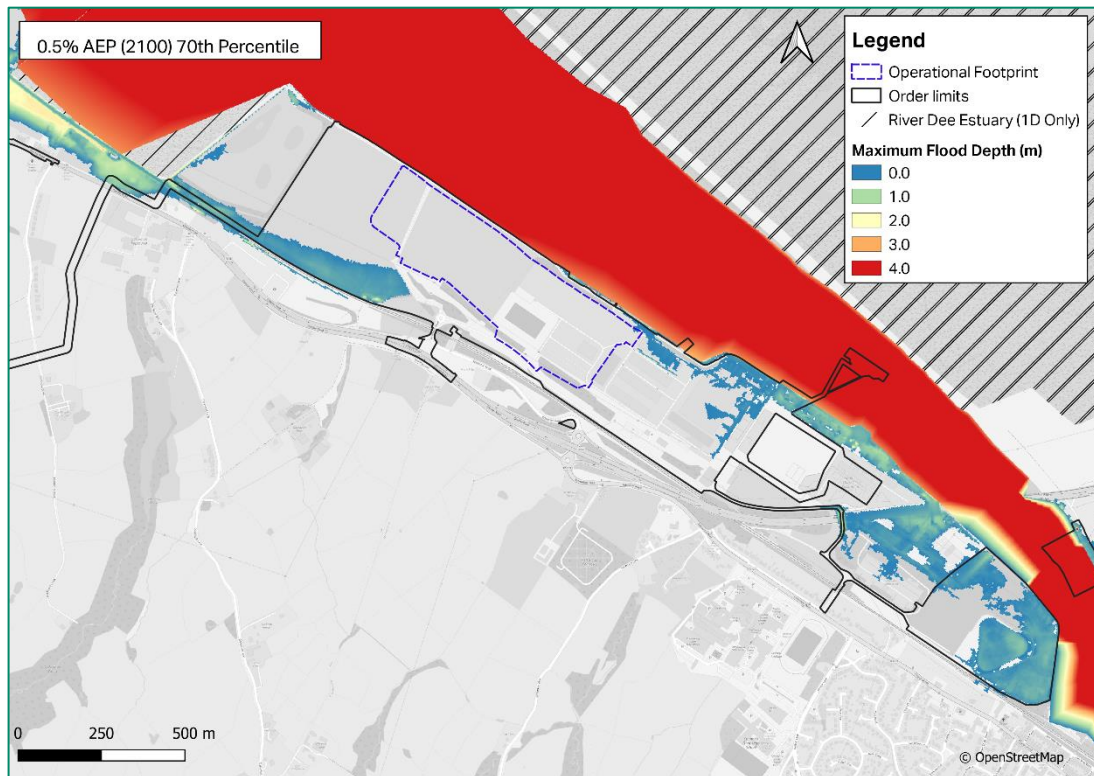 0.5% AEP (2100) 70th Percentile
Legend
Operational Footprint
Order limits
River Dee Estuary (1D Only)
Maximum Flood Depth (m)
0.0
1.0
2.0
3.0
4.0
0 250 500 m
© OpenStreetMap